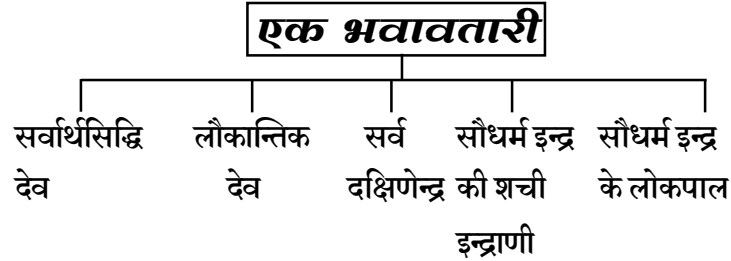 एक भवावतारी
सर्वार्थसिद्धि
देव
लौकान्तिक
देव
सर्व
दक्षिणेन्द्र
सौधर्म इन्द्र
की शची
इन्द्राणी
सौधर्म इन्द्र
के लोकपाल